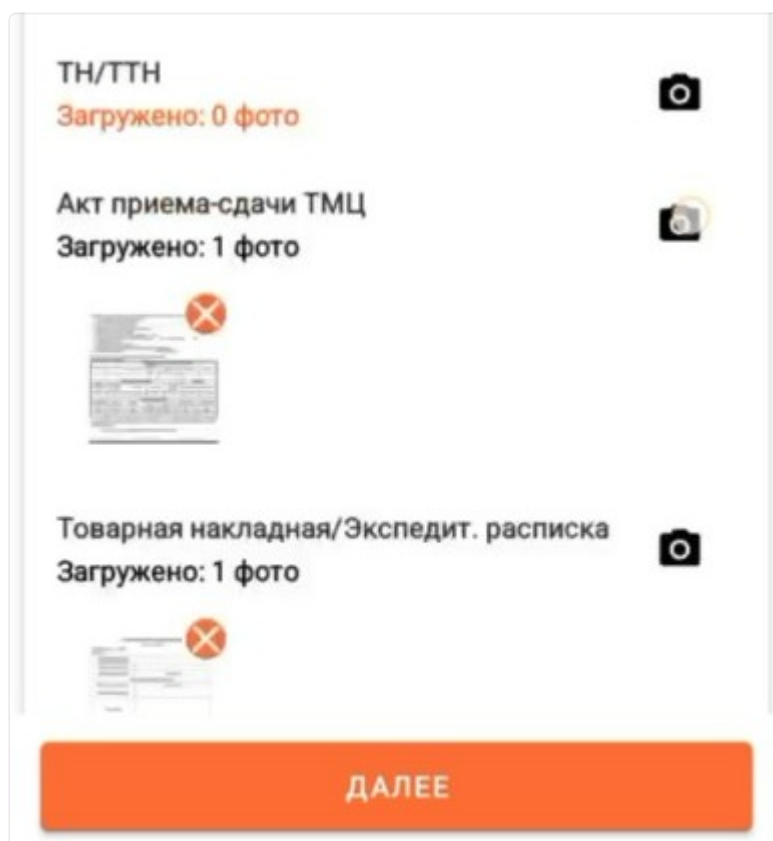 ТН/ТТН
Загружено: 0 фото
Акт приема-сдачи ТМЦ
Загружено: 1 фото
Товарная накладная/Экспедит. расписка
Загружено: 1 фото
ДАЛЕЕ